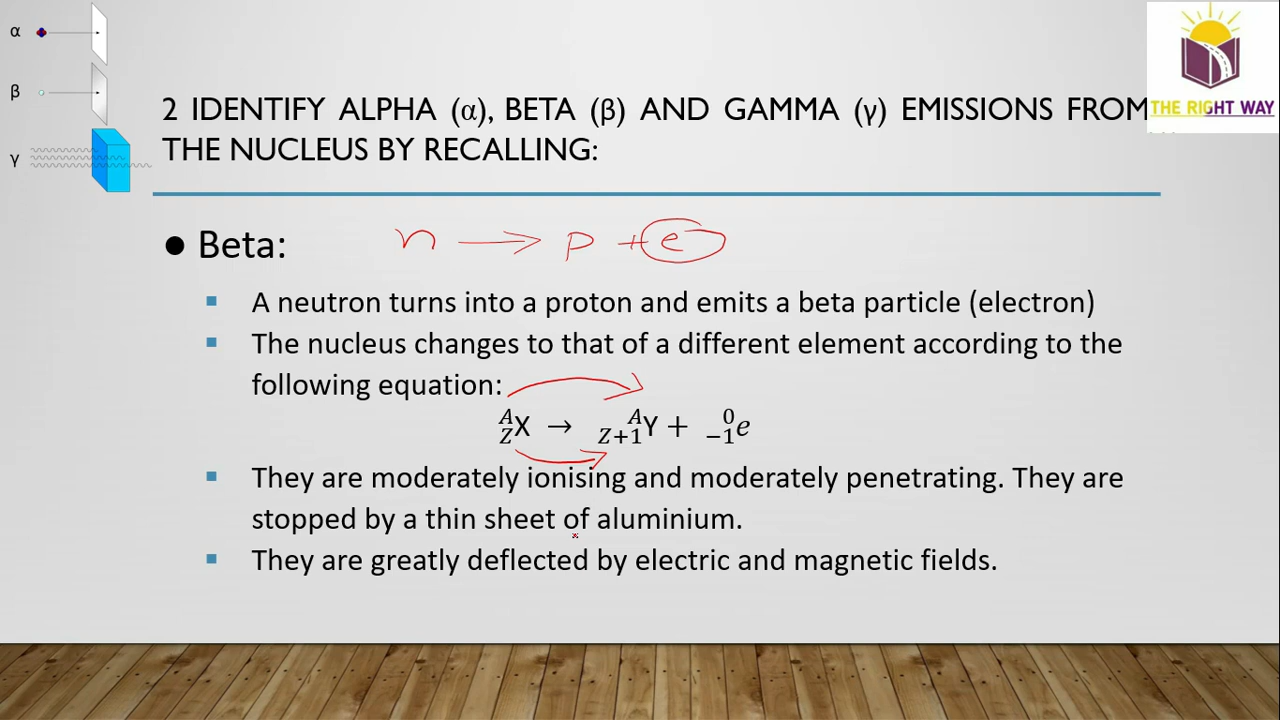 α
β
γ
THE RIGHT WAY
2 IDENTIFY ALPHA (α), BETA (β) AND GAMMA (γ) EMISSIONS FROM
THE NUCLEUS BY RECALLING:
● Beta:
n → p + e⁻
▪ A neutron turns into a proton and emits a beta particle (electron)
▪ The nucleus changes to that of a different element according to the
following equation:
ᴬ_Z X → ᴬ_{Z+1} Y + ⁰_{−1} e
▪ They are moderately ionising and moderately penetrating. They are
stopped by a thin sheet of aluminium.
▪ They are greatly deflected by electric and magnetic fields.